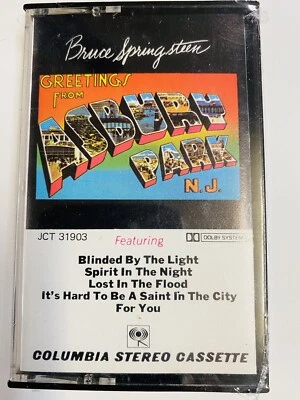 Bruce Springsteen
GREETINGS
FROM
ASBURY
PARK
N.J.
JCT 31903
Featuring
DOLBY SYSTEM
Blinded By The Light
Spirit In The Night
Lost In The Flood
It's Hard To Be A Saint In The City
For You
COLUMBIA STEREO CASSETTE